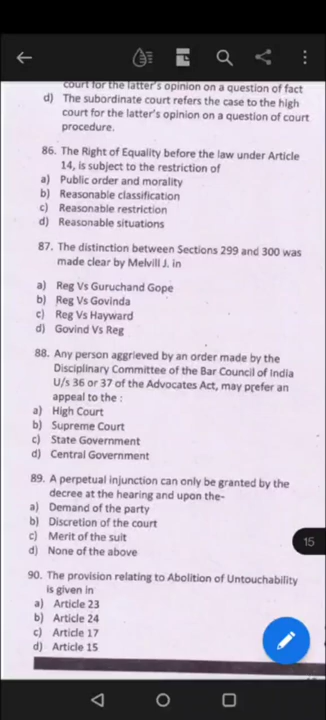 court for the latter's opinion on a question of fact
d) The subordinate court refers the case to the high
court for the latter's opinion on a question of court
procedure.
86. The Right of Equality before the law under Article
14, is subject to the restriction of
a) Public order and morality
b) Reasonable classification
c) Reasonable restriction
d) Reasonable situations
87. The distinction between Sections 299 and 300 was
made clear by Melvill J. in
a) Reg Vs Guruchand Gope
b) Reg Vs Govinda
c) Reg Vs Hayward
d) Govind Vs Reg
88. Any person aggrieved by an order made by the
Disciplinary Committee of the Bar Council of India
U/s 36 or 37 of the Advocates Act, may prefer an
appeal to the :
a) High Court
b) Supreme Court
c) State Government
d) Central Government
89. A perpetual injunction can only be granted by the
decree at the hearing and upon the-
a) Demand of the party
b) Discretion of the court
c) Merit of the suit
d) None of the above
15
90. The provision relating to Abolition of Untouchability
is given in
a) Article 23
b) Article 24
c) Article 17
d) Article 15